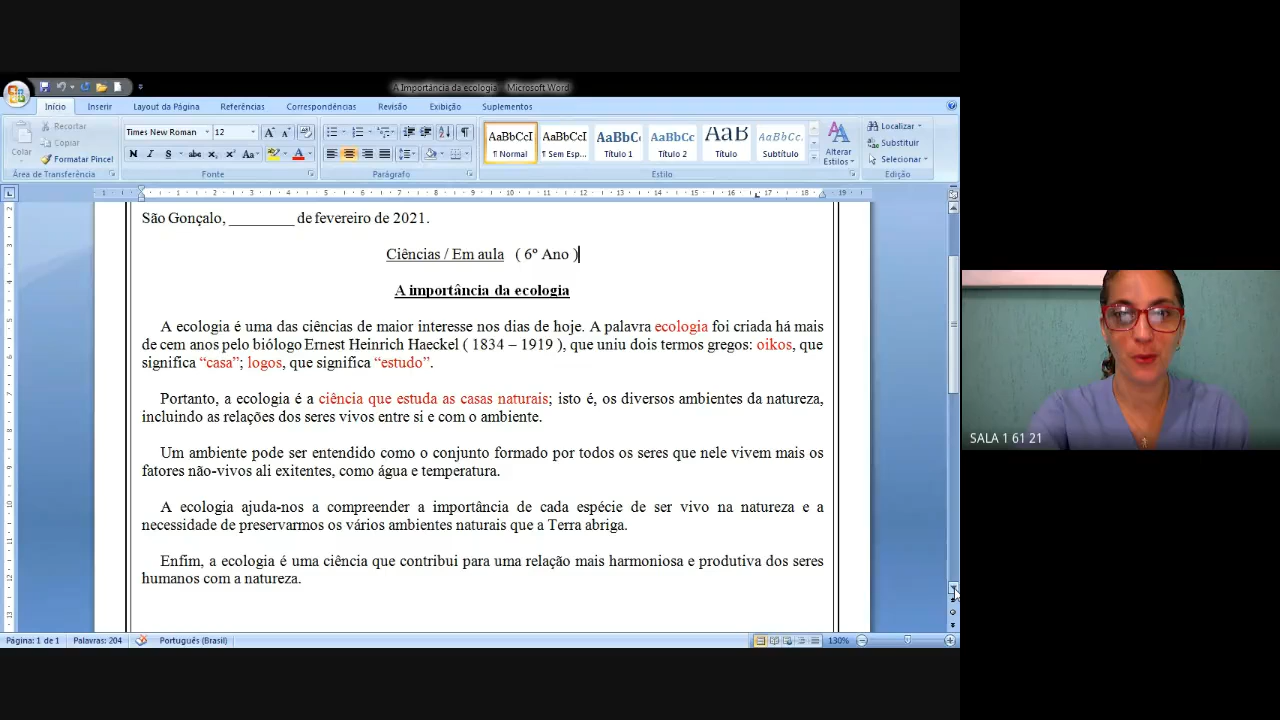 A Importância da ecologia - Microsoft Word
Início Inserir Layout da Página Referências Correspondências Revisão Exibição Suplementos
Colar
Recortar
Copiar
Formatar Pincel
Área de Transferência
Times New Roman 12
N I S abc x₂ x² Aa A
Fonte
Parágrafo
AaBbCcI AaBbCcI AaBbC AaBbCc AaB AaBbCc.
¶ Normal ¶ Sem Esp... Título 1 Título 2 Título Subtítulo
Alterar Estilos
Estilo
Localizar
Substituir
Selecionar
Edição
São Gonçalo, _________ de fevereiro de 2021.
Ciências / Em aula ( 6º Ano )
A importância da ecologia
A ecologia é uma das ciências de maior interesse nos dias de hoje. A palavra ecologia foi criada há mais
de cem anos pelo biólogo Ernest Heinrich Haeckel ( 1834 – 1919 ), que uniu dois termos gregos: oikos, que
significa “casa”; logos, que significa “estudo”.
Portanto, a ecologia é a ciência que estuda as casas naturais; isto é, os diversos ambientes da natureza,
incluindo as relações dos seres vivos entre si e com o ambiente.
Um ambiente pode ser entendido como o conjunto formado por todos os seres que nele vivem mais os
fatores não-vivos ali exitentes, como água e temperatura.
A ecologia ajuda-nos a compreender a importância de cada espécie de ser vivo na natureza e a
necessidade de preservarmos os vários ambientes naturais que a Terra abriga.
Enfim, a ecologia é uma ciência que contribui para uma relação mais harmoniosa e produtiva dos seres
humanos com a natureza.
Página: 1 de 1 Palavras: 204 Português (Brasil) 130%
SALA 1 61 21